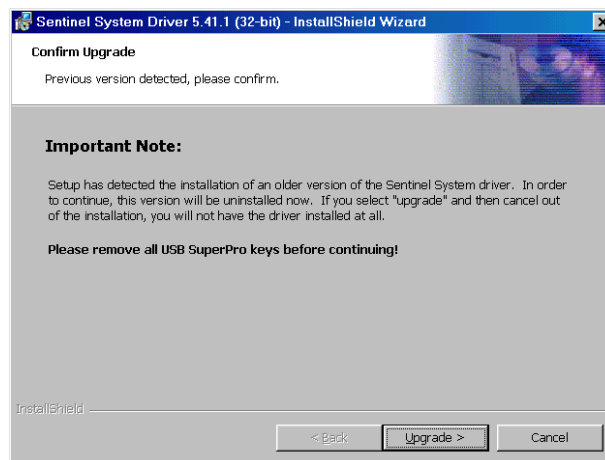 Sentinel System Driver 5.41.1 (32-bit) - InstallShield Wizard
Confirm Upgrade
Previous version detected, please confirm.
Important Note:
Setup has detected the installation of an older version of the Sentinel System driver. In order
to continue, this version will be uninstalled now. If you select "upgrade" and then cancel out
of the installation, you will not have the driver installed at all.
Please remove all USB SuperPro keys before continuing!
InstallShield
< Back
Upgrade >
Cancel